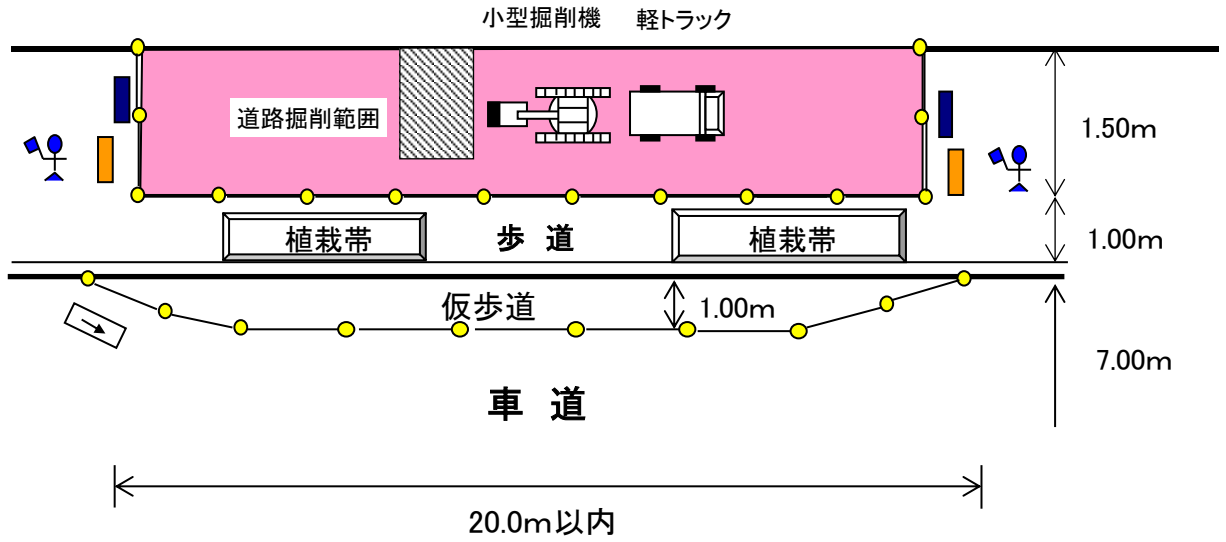 小型掘削機 軽トラック
道路掘削範囲
1.50m
植栽帯
歩 道
植栽帯
1.00m
仮歩道
1.00m
7.00m
車 道
20.0m以内